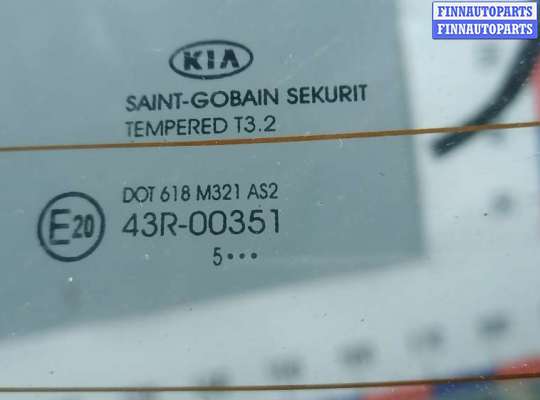 FINNAUTOPARTS
FINNAUTOPARTS
KIA
SAINT-GOBAIN SEKURIT
TEMPERED T3.2
DOT 618 M321 AS2
E20
43R-00351
5•••